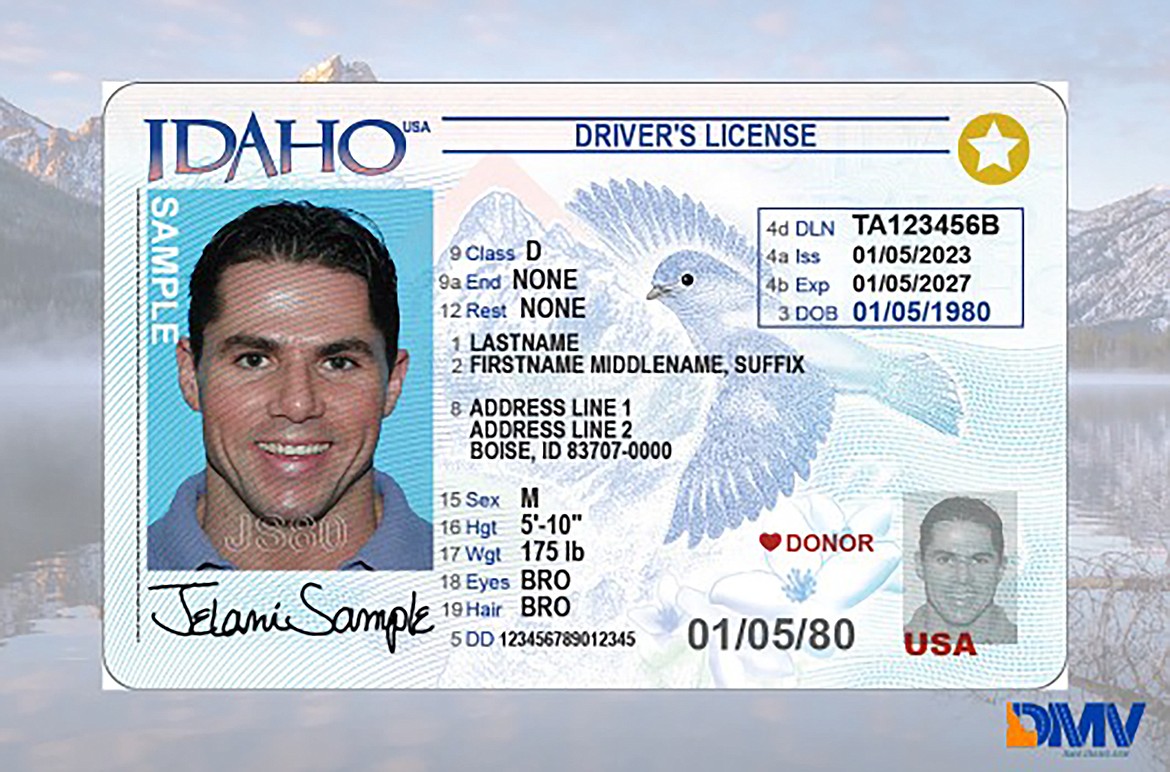 IDAHO USA
DRIVER'S LICENSE
SAMPLE
4d DLN TA123456B
4a Iss 01/05/2023
4b Exp 01/05/2027
3 DOB 01/05/1980
9 Class D
9a End NONE
12 Rest NONE
1 LASTNAME
2 FIRSTNAME MIDDLENAME, SUFFIX
8 ADDRESS LINE 1
ADDRESS LINE 2
BOISE, ID 83707-0000
15 Sex M
16 Hgt 5'-10"
17 Wgt 175 lb
18 Eyes BRO
19 Hair BRO
5 DD 123456789012345
JS80
Jelani Sample
DONOR
01/05/80
USA
DMV